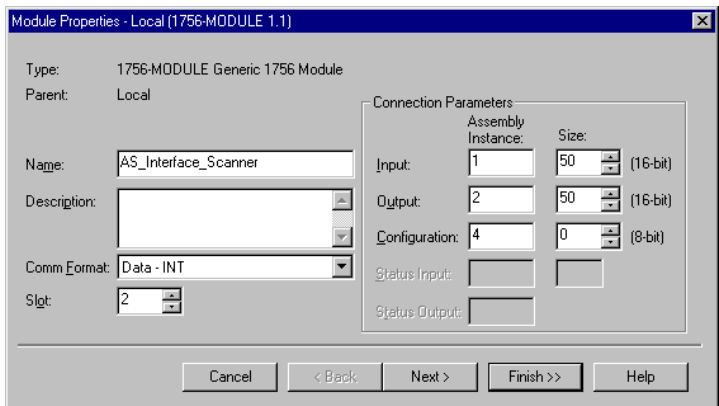 Module Properties - Local (1756-MODULE 1.1)
Type: 1756-MODULE Generic 1756 Module
Parent: Local
Name: AS_Interface_Scanner
Description:
Comm Format: Data - INT
Slot: 2
Connection Parameters
Assembly Instance: Size:
Input: 1 50 (16-bit)
Output: 2 50 (16-bit)
Configuration: 4 0 (8-bit)
Status Input:
Status Output:
Cancel < Back Next > Finish >> Help